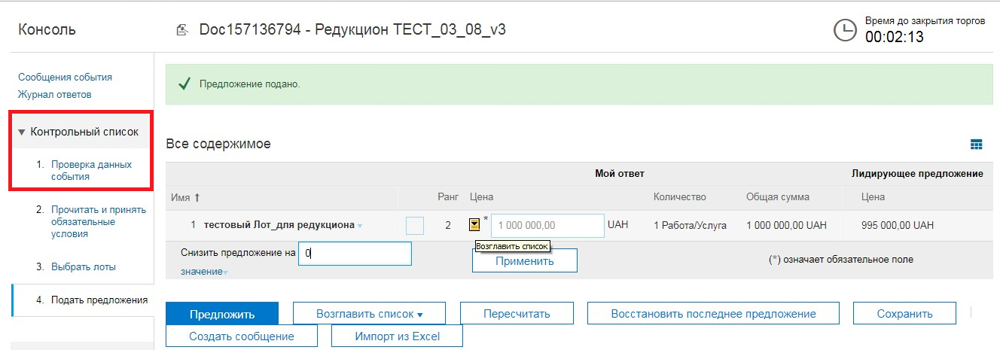 Консоль
Doc157136794 - Редукцион ТЕСТ_03_08_v3
Время до закрытия торгов
00:02:13
Сообщения события
Журнал ответов
Контрольный список
1. Проверка данных
события
2. Прочитать и принять
обязательные
условия
3. Выбрать лоты
4. Подать предложения
Предложение подано.
Все содержимое
Мой ответ Лидирующее предложение
Имя ↑ Ранг Цена Количество Общая сумма Цена
1 тестовый Лот_для редукциона 2 * 1 000 000,00 UAH 1 Работа/Услуга 1 000 000,00 UAH 995 000,00 UAH
Возглавить список
Снизить предложение на 0
значение
Применить
(*) означает обязательное поле
Предложить Возглавить список Пересчитать Восстановить последнее предложение Сохранить
Создать сообщение Импорт из Excel